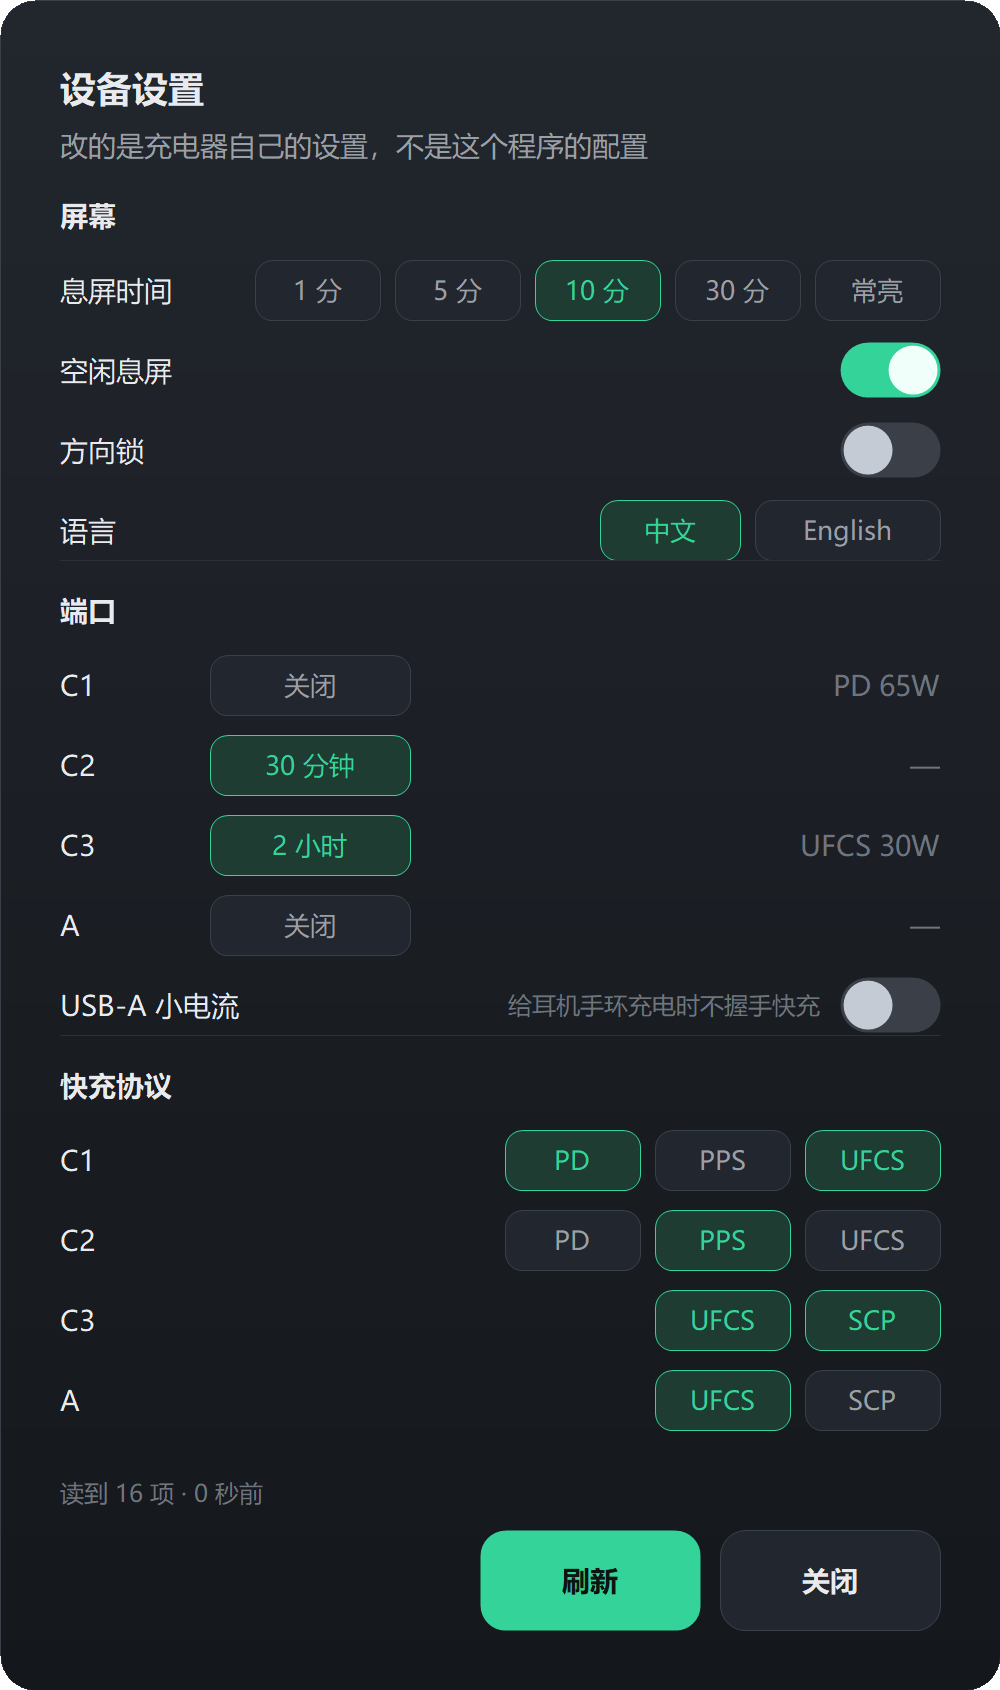 设备设置
改的是充电器自己的设置，不是这个程序的配置
屏幕
息屏时间 1 分 5 分 10 分 30 分 常亮
空闲息屏
方向锁
语言 中文 English
端口
C1 关闭 PD 65W
C2 30 分钟 —
C3 2 小时 UFCS 30W
A 关闭 —
USB-A 小电流 给耳机手环充电时不握手快充
快充协议
C1 PD PPS UFCS
C2 PD PPS UFCS
C3 UFCS SCP
A UFCS SCP
读到 16 项 · 0 秒前
刷新 关闭